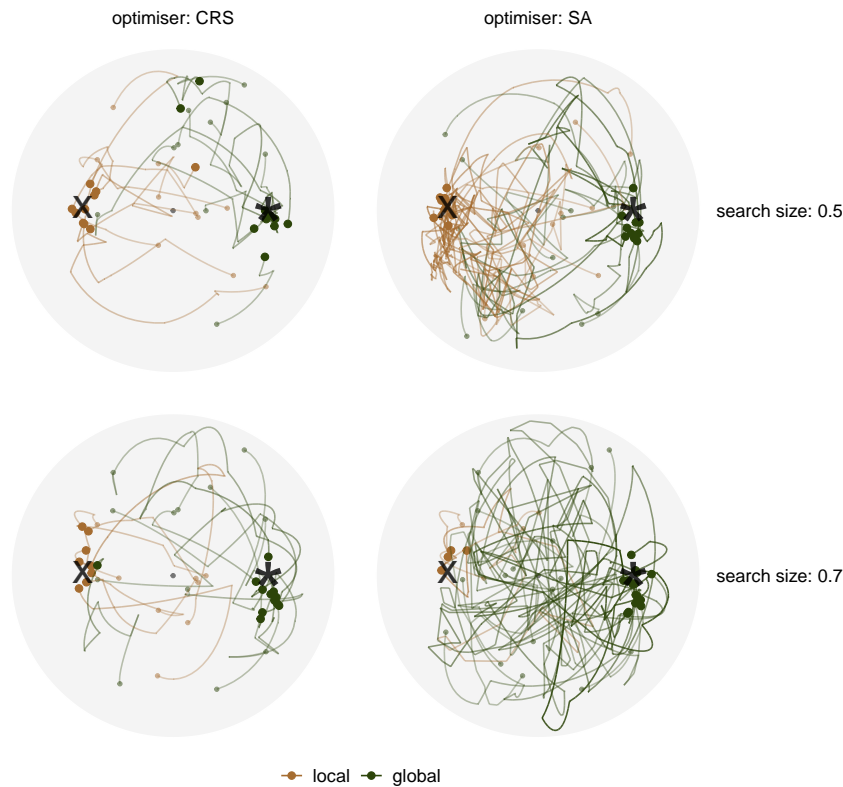 optimiser: CRS
optimiser: SA
X
*
X
*
search size: 0.5
X
*
X
*
search size: 0.7
local
global